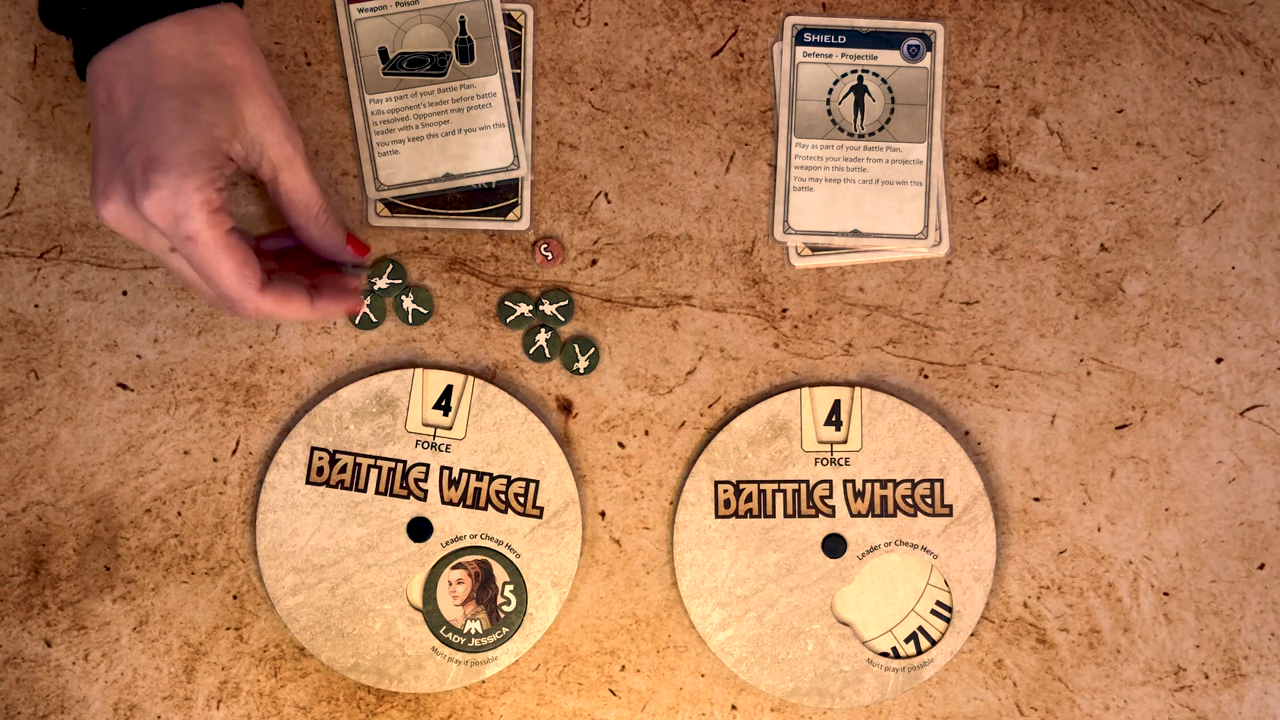 Weapon - Poison
Play as part of your Battle Plan.
Kills opponent's leader before battle
is resolved. Opponent may protect
leader with a Snooper.
You may keep this card if you win this
battle.
SHIELD
Defense - Projectile
Play as part of your Battle Plan.
Protects your leader from a projectile
weapon in this battle.
You may keep this card if you win this
battle.
5
4
FORCE
BATTLE WHEEL
Leader or Cheap Hero
5
LADY JESSICA
Must play if possible
4
FORCE
BATTLE WHEEL
Leader or Cheap Hero
11
12
Must play if possible